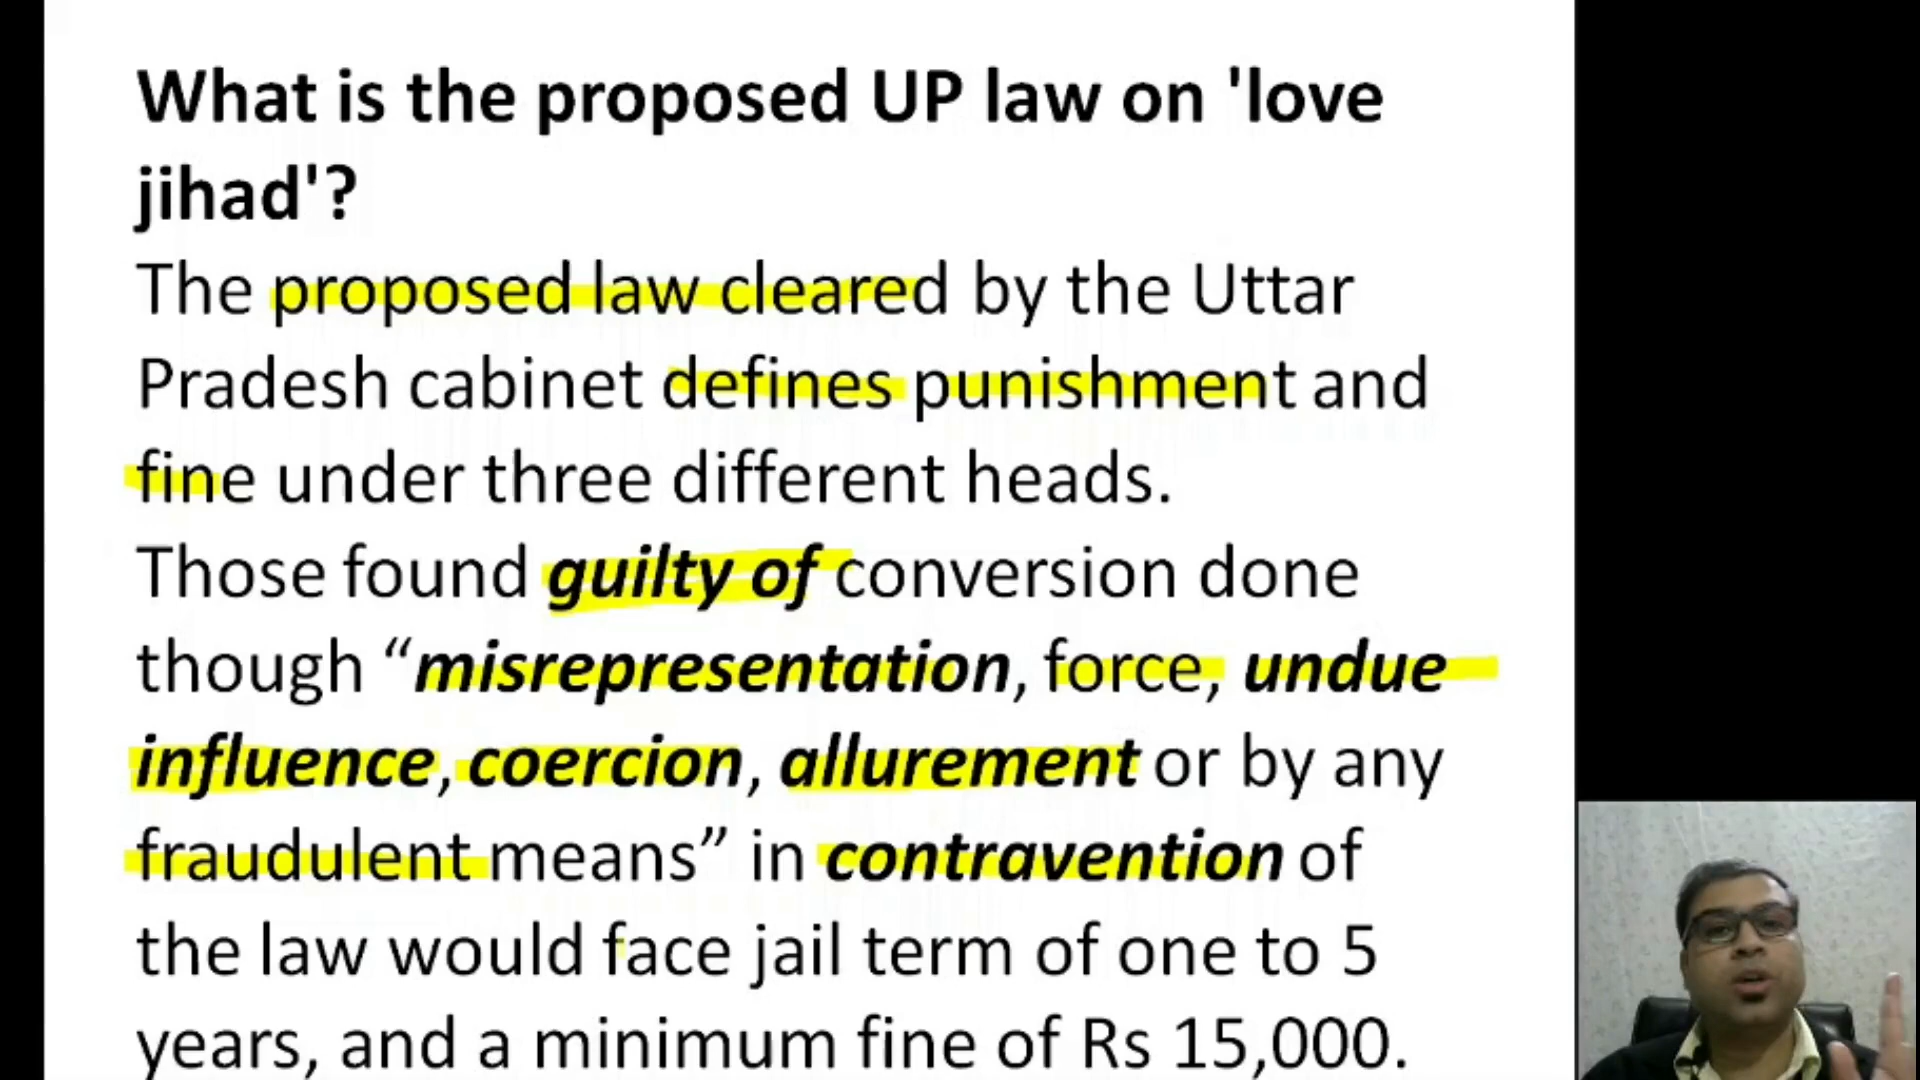 What is the proposed UP law on 'love
jihad'?
The proposed law cleared by the Uttar
Pradesh cabinet defines punishment and
fine under three different heads.
Those found guilty of conversion done
though “misrepresentation, force, undue
influence, coercion, allurement or by any
fraudulent means” in contravention of
the law would face jail term of one to 5
years, and a minimum fine of Rs 15,000.